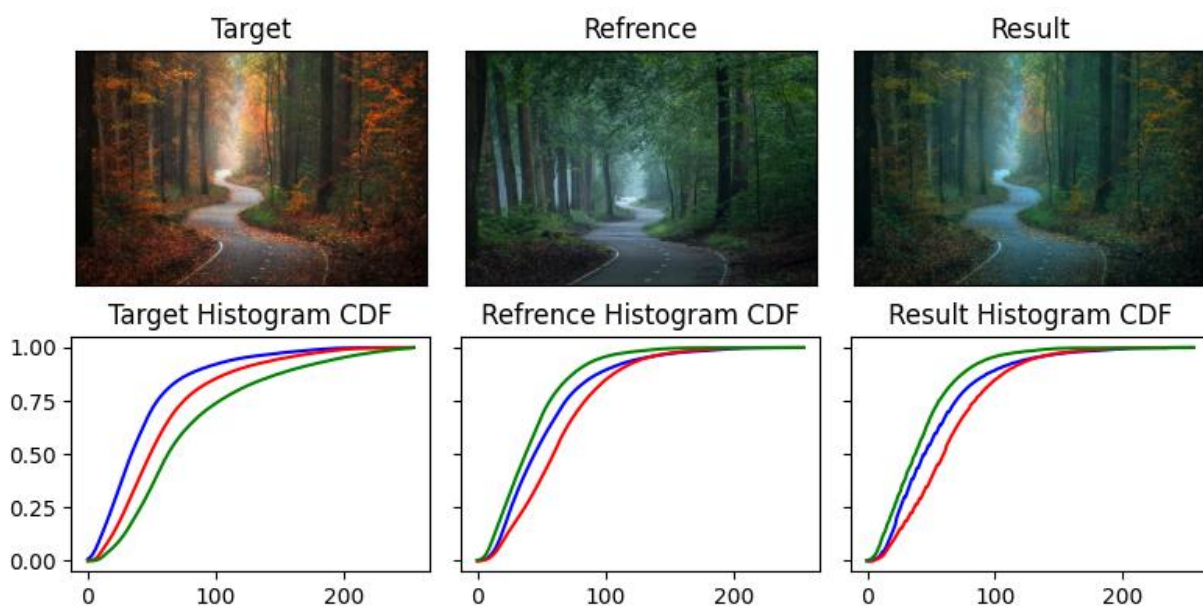 Target
Refrence
Result
Target Histogram CDF
Refrence Histogram CDF
Result Histogram CDF
1.00
0.75
0.50
0.25
0.00
0 100 200
0 100 200
0 100 200